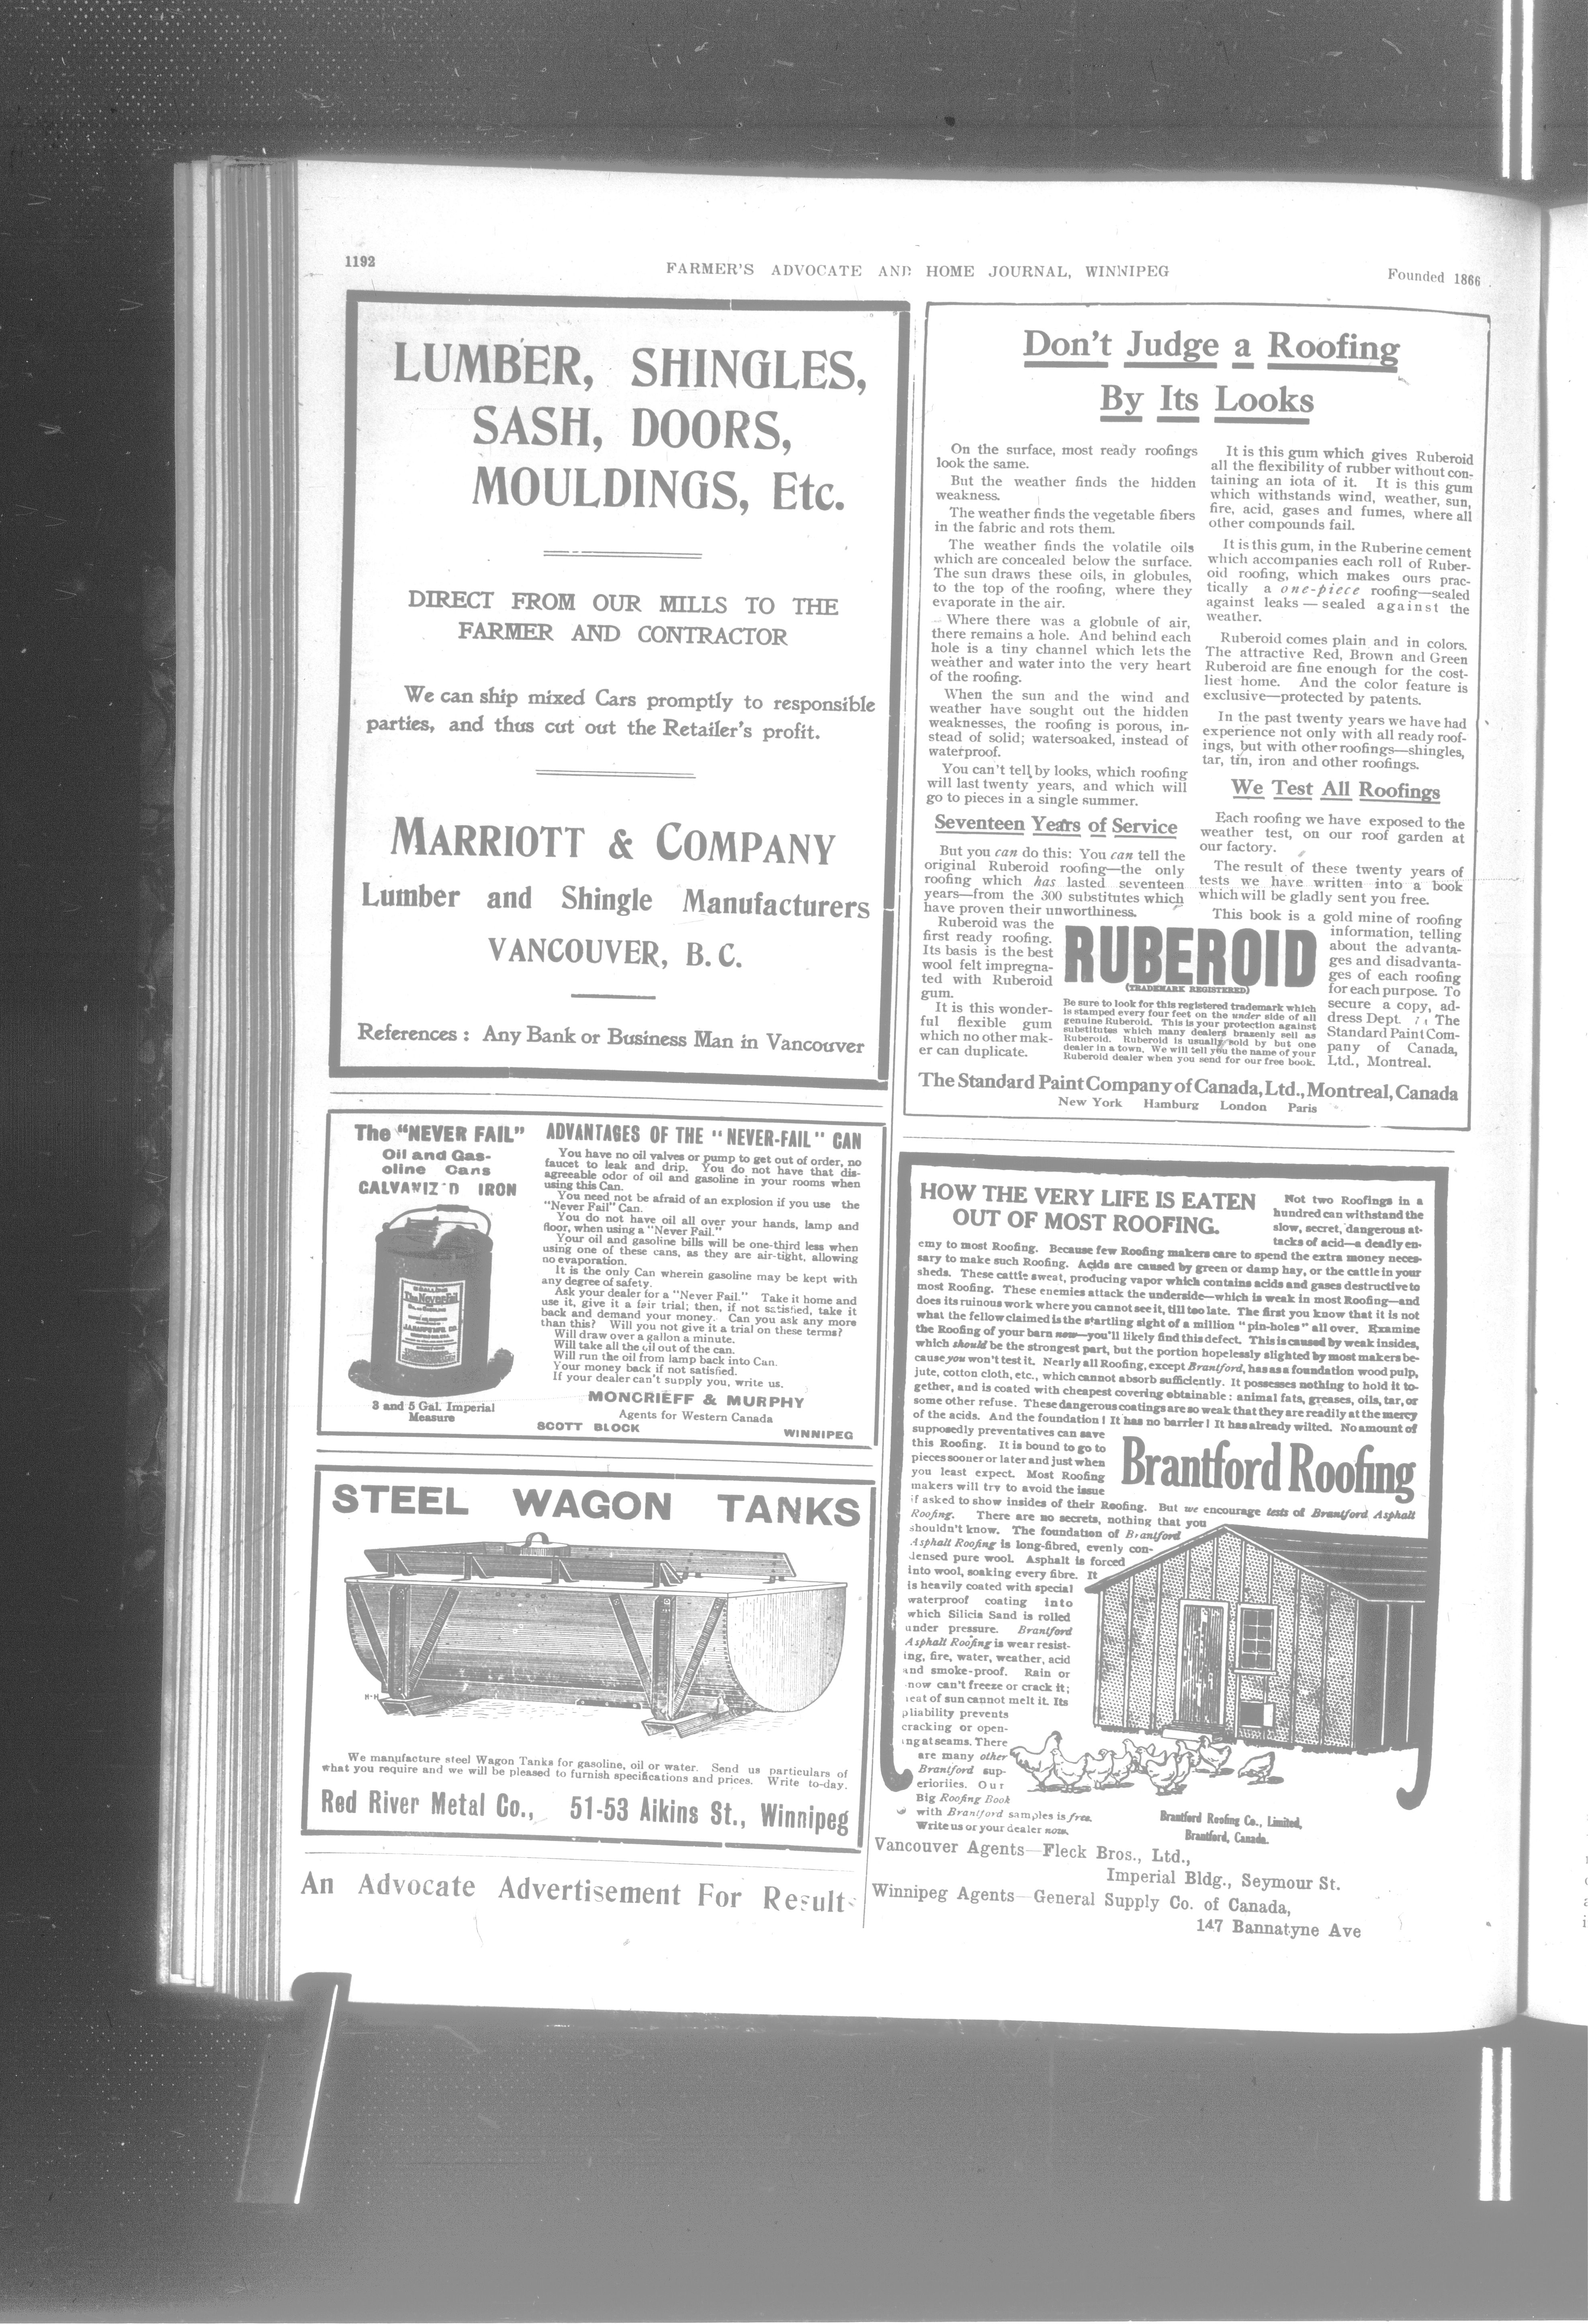 1192
FARMER'S ADVOCATE AND HOME JOURNAL, WINNIPEG
Founded 1866
LUMBER, SHINGLES,
SASH, DOORS,
MOULDINGS, Etc.
DIRECT FROM OUR MILLS TO THE
FARMER AND CONTRACTOR
We can ship mixed Cars promptly to responsible
parties, and thus cut out the Retailer's profit.
MARRIOTT & COMPANY
Lumber and Shingle Manufacturers
VANCOUVER, B. C.
References : Any Bank or Business Man in Vancouver
The "NEVER FAIL"
Oil and Gas-
oline Cans
GALVANIZ D IRON
3 and 5 Gal. Imperial
Measure
ADVANTAGES OF THE "NEVER-FAIL" CAN
You have no oil valves or pump to get out of order, no
faucet to leak and drip. You do not have that dis-
agreeable odor of oil and gasoline in your rooms when
using this Can.
You need not be afraid of an explosion if you use the
"Never Fail" Can.
You do not have oil all over your hands, lamp and
floor, when using a "Never Fail."
Your oil and gasoline bills will be one-third less when
using one of these cans, as they are air-tight, allowing
no evaporation.
It is the only Can wherein gasoline may be kept with
any degree of safety.
Ask your dealer for a "Never Fail." Take it home and
use it, give it a fair trial; then, if not satisfied, take it
back and demand your money. Can you ask any more
than this? Will you not give it a trial on these terms?
Will draw over a gallon a minute.
Will take all the oil out of the can.
Will run the oil from lamp back into Can.
Your money back if not satisfied.
If your dealer can't supply you, write us.
MONCRIEFF & MURPHY
Agents for Western Canada
SCOTT BLOCK WINNIPEG
STEEL WAGON TANKS
H-H
We manufacture steel Wagon Tanks for gasoline, oil or water. Send us particulars of
what you require and we will be pleased to furnish specifications and prices. Write to-day.
Red River Metal Co., 51-53 Aikins St., Winnipeg
An Advocate Advertisement For Result
Don't Judge a Roofing
By Its Looks
On the surface, most ready roofings
look the same.
But the weather finds the hidden
weakness.
The weather finds the vegetable fibers
in the fabric and rots them.
The weather finds the volatile oils
which are concealed below the surface.
The sun draws these oils, in globules,
to the top of the roofing, where they
evaporate in the air.
Where there was a globule of air,
there remains a hole. And behind each
hole is a tiny channel which lets the
weather and water into the very heart
of the roofing.
When the sun and the wind and
weather have sought out the hidden
weaknesses, the roofing is porous, in-
stead of solid; watersoaked, instead of
waterproof.
You can't tell by looks, which roofing
will last twenty years, and which will
go to pieces in a single summer.
Seventeen Years of Service
But you can do this: You can tell the
original Ruberoid roofing—the only
roofing which has lasted seventeen
years—from the 300 substitutes which
have proven their unworthiness.
Ruberoid was the
first ready roofing.
Its basis is the best
wool felt impregna-
ted with Ruberoid
gum.
It is this wonder-
ful flexible gum
which no other mak-
er can duplicate.
It is this gum which gives Ruberoid
all the flexibility of rubber without con-
taining an iota of it. It is this gum
which withstands wind, weather, sun,
fire, acid, gases and fumes, where all
other compounds fail.
It is this gum, in the Ruberine cement
which accompanies each roll of Ruber-
oid roofing, which makes ours prac-
tically a one-piece roofing—sealed
against leaks — sealed against the
weather.
Ruberoid comes plain and in colors.
The attractive Red, Brown and Green
Ruberoid are fine enough for the cost-
liest home. And the color feature is
exclusive—protected by patents.
In the past twenty years we have had
experience not only with all ready roof-
ings, but with other roofings—shingles,
tar, tin, iron and other roofings.
We Test All Roofings
Each roofing we have exposed to the
weather test, on our roof garden at
our factory.
The result of these twenty years of
tests we have written into a book
which will be gladly sent you free.
This book is a gold mine of roofing
information, telling
about the advanta-
ges and disadvanta-
ges of each roofing
for each purpose. To
secure a copy, ad-
dress Dept. The
Standard Paint Com-
pany of Canada,
Ltd., Montreal.
RUBEROID
(TRADEMARK REGISTERED)
Be sure to look for this registered trademark which
is stamped every four feet on the under side of all
genuine Ruberoid. This is your protection against
substitutes which many dealers brazenly sell as
Ruberoid. Ruberoid is usually sold by but one
dealer in a town. We will tell you the name of your
Ruberoid dealer when you send for our free book.
The Standard Paint Company of Canada, Ltd., Montreal, Canada
New York Hamburg London Paris
HOW THE VERY LIFE IS EATEN
OUT OF MOST ROOFING.
Not two Roofings in a
hundred can withstand the
slow, secret, dangerous at-
tacks of acid—a deadly en-
emy to most Roofing. Because few Roofing makers care to spend the extra money neces-
sary to make such Roofing. Acids are caused by green or damp hay, or the cattle in your
sheds. These cattle sweat, producing vapor which contains acids and gases destructive to
most Roofing. These enemies attack the underside—which is weak in most Roofing—and
does its ruinous work where you cannot see it, till too late. The first you know that it is not
what the fellow claimed is the startling sight of a million "pin-holes" all over. Examine
the Roofing of your barn now—you'll likely find this defect. This is caused by weak insides,
which should be the strongest part, but the portion hopelessly slighted by most makers be-
cause you won't test it. Nearly all Roofing, except Brantford, has as a foundation wood pulp,
jute, cotton cloth, etc., which cannot absorb sufficiently. It possesses nothing to hold it to-
gether, and is coated with cheapest covering obtainable: animal fats, greases, oils, tar, or
some other refuse. These dangerous coatings are so weak that they are readily at the mercy
of the acids. And the foundation! It has no barrier! It has already wilted. No amount of
supposedly preventatives can save
this Roofing. It is bound to go to
pieces sooner or later and just when
you least expect. Most Roofing
makers will try to avoid the issue
Brantford Roofing
if asked to show insides of their Roofing. But we encourage tests of Brantford Asphalt
Roofing. There are no secrets, nothing that you
shouldn't know. The foundation of Brantford
Asphalt Roofing is long-fibred, evenly con-
densed pure wool. Asphalt is forced
into wool, soaking every fibre. It
is heavily coated with special
waterproof coating into
which Silicia Sand is rolled
under pressure. Brantford
Asphalt Roofing is wear resist-
ing, fire, water, weather, acid
and smoke-proof. Rain or
now can't freeze or crack it;
eat of sun cannot melt it. Its
pliability prevents
cracking or open-
ng at seams. There
are many other
Brantford sup-
eriorities. Our
Big Roofing Book
with Brantford samples is free.
Write us or your dealer now.
Brantford Roofing Co., Limited,
Brantford, Canada.
Vancouver Agents—Fleck Bros., Ltd.,
Imperial Bldg., Seymour St.
Winnipeg Agents—General Supply Co. of Canada,
147 Bannatyne Ave